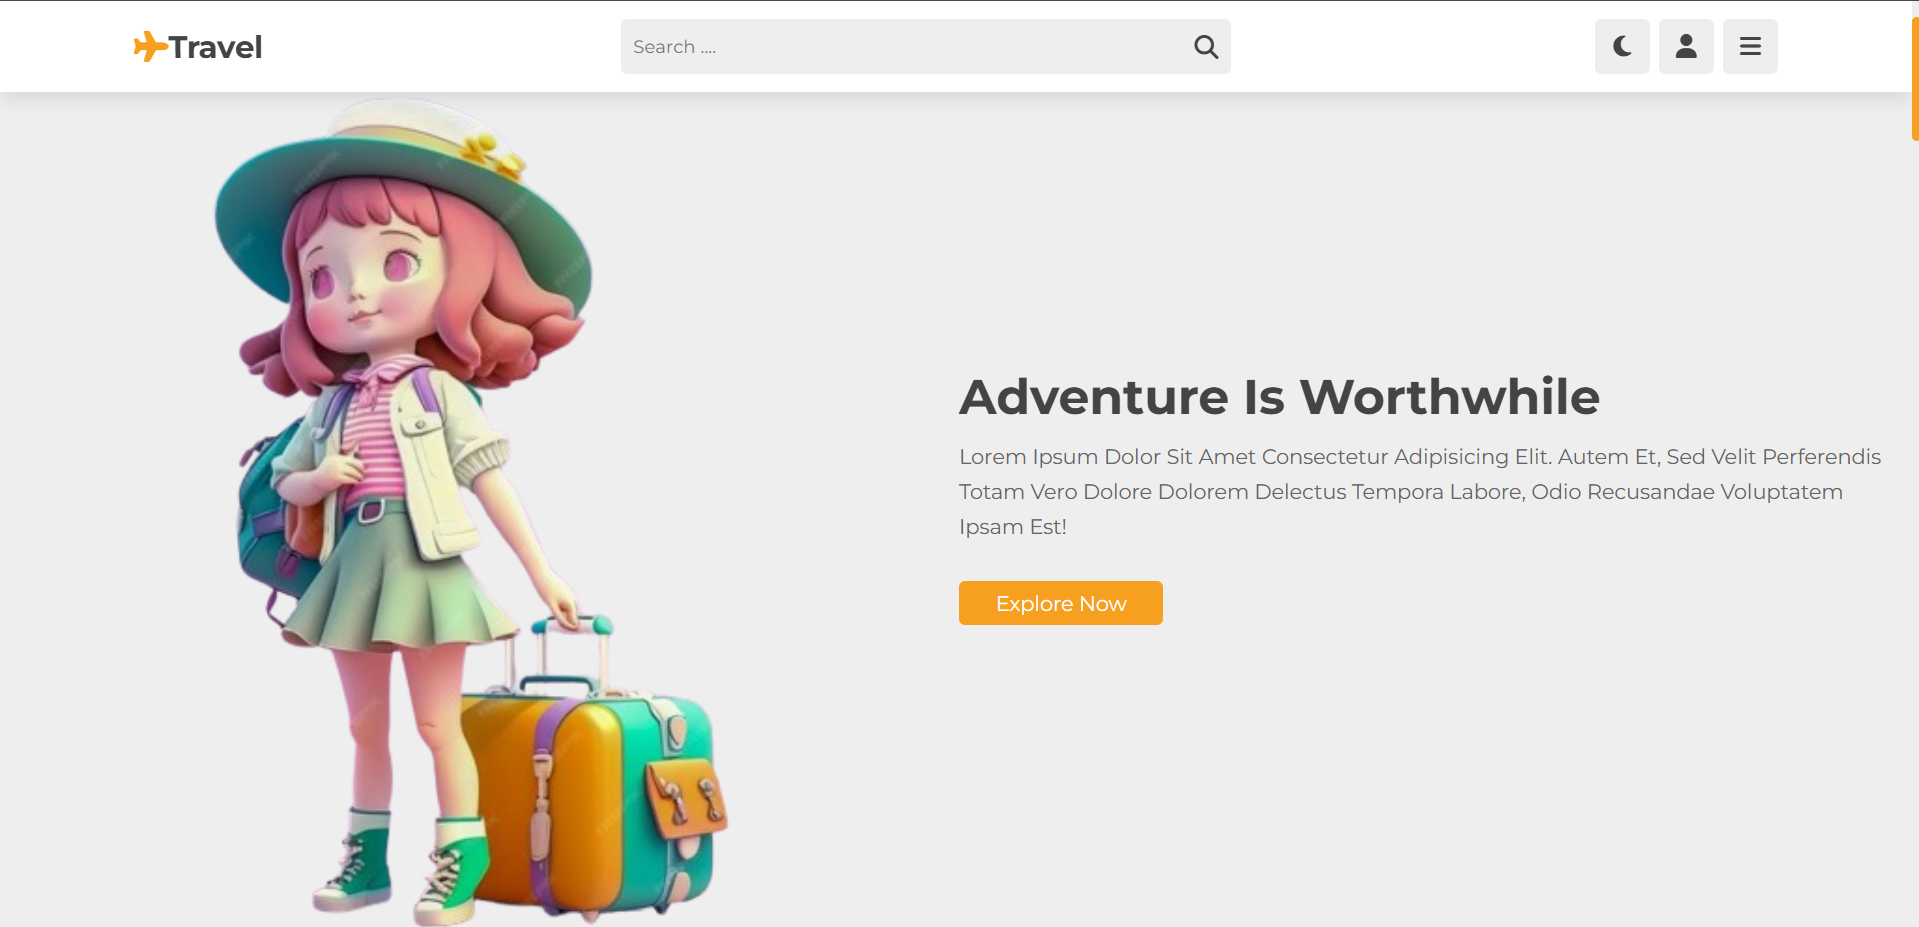 Travel
Search ....
Adventure Is Worthwhile
Lorem Ipsum Dolor Sit Amet Consectetur Adipisicing Elit. Autem Et, Sed Velit Perferendis
Totam Vero Dolore Dolorem Delectus Tempora Labore, Odio Recusandae Voluptatem
Ipsam Est!
Explore Now